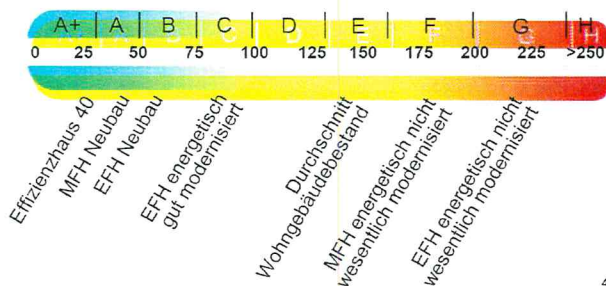 A+ A B C D E F G H
0 25 50 75 100 125 150 175 200 225 >250
Effizienzhaus 40
MFH Neubau
EFH Neubau
EFH energetisch
gut modernisiert
Durchschnitt
Wohngebäudebestand
MFH energetisch nicht
wesentlich modernisiert
EFH energetisch nicht
wesentlich modernisiert